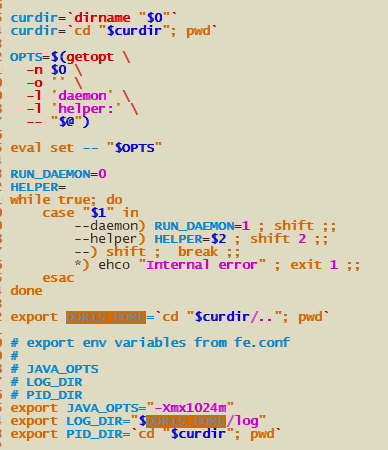 curdir=`dirname "$0"`
curdir=`cd "$curdir"; pwd`
OPTS=$(getopt \
-n $0 \
-o '' \
-l 'daemon' \
-l 'helper:' \
-- "$@")
eval set -- "$OPTS"
RUN_DAEMON=0
HELPER=
while true; do
case "$1" in
--daemon) RUN_DAEMON=1 ; shift ;;
--helper) HELPER=$2 ; shift 2 ;;
--) shift ;  break ;;
*) ehco "Internal error" ; exit 1 ;;
esac
done
export DORIS_HOME=`cd "$curdir/.."; pwd`
# export env variables from fe.conf
#
# JAVA_OPTS
# LOG_DIR
# PID_DIR
export JAVA_OPTS="-Xmx1024m"
export LOG_DIR="$DORIS_HOME/log"
export PID_DIR=`cd "$curdir"; pwd`